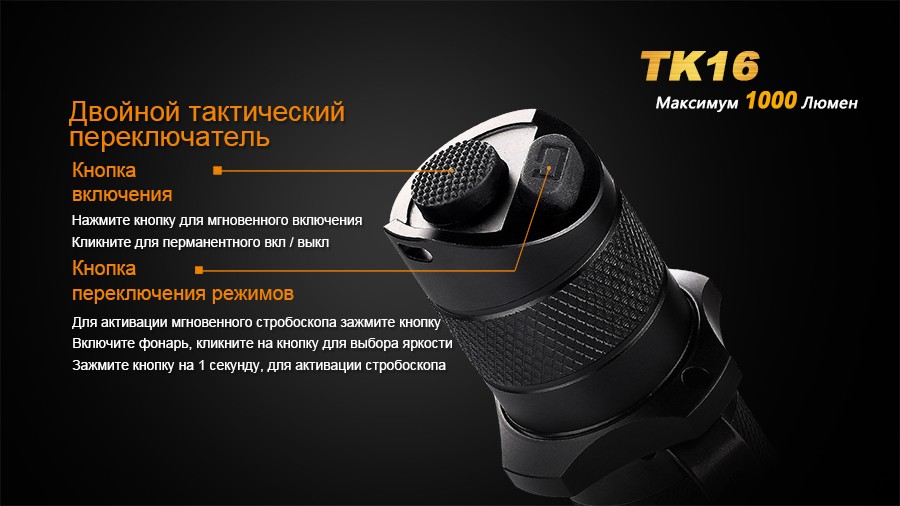 TK16
Максимум 1000 Люмен
Двойной тактический
переключатель
Кнопка
включения
Нажмите кнопку для мгновенного включения
Кликните для перманентного вкл / выкл
Кнопка
переключения режимов
Для активации мгновенного стробоскопа зажмите кнопку
Включите фонарь, кликните на кнопку для выбора яркости
Зажмите кнопку на 1 секунду, для активации стробоскопа